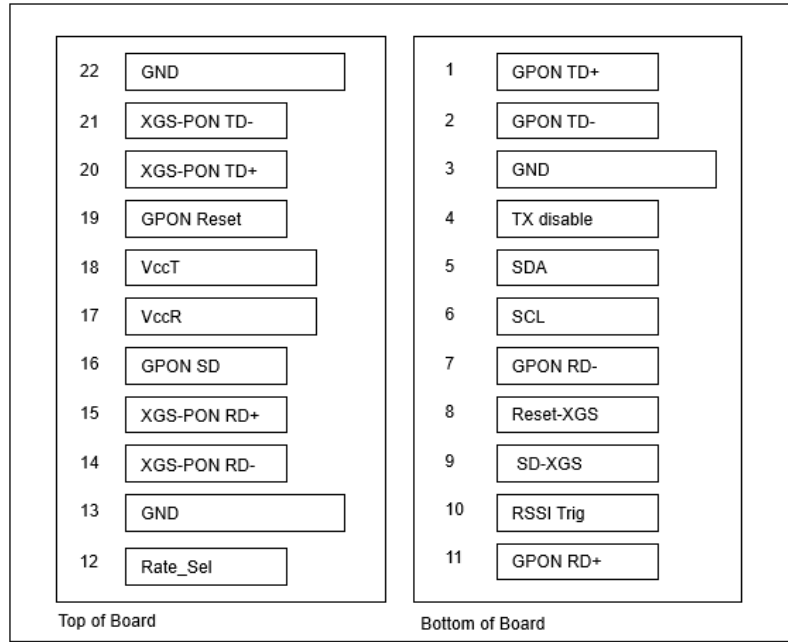 22 GND
21 XGS-PON TD-
20 XGS-PON TD+
19 GPON Reset
18 VccT
17 VccR
16 GPON SD
15 XGS-PON RD+
14 XGS-PON RD-
13 GND
12 Rate_Sel
Top of Board
1 GPON TD+
2 GPON TD-
3 GND
4 TX disable
5 SDA
6 SCL
7 GPON RD-
8 Reset-XGS
9 SD-XGS
10 RSSI Trig
11 GPON RD+
Bottom of Board